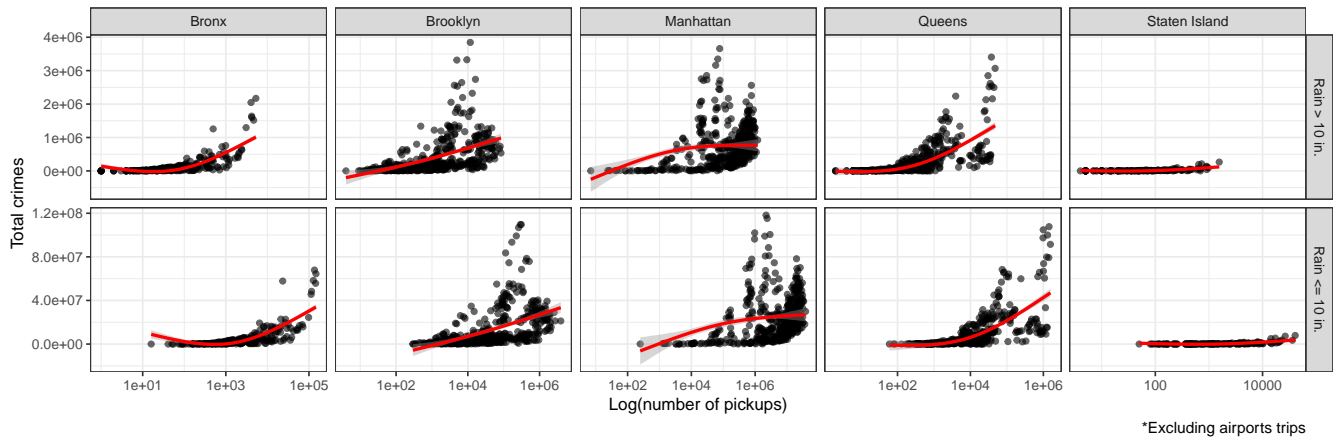 Bronx Brooklyn Manhattan Queens Staten Island
4e+06
3e+06
2e+06
1e+06
0e+00
Rain > 10 in.
Total crimes
1.2e+08
8.0e+07
4.0e+07
0.0e+00
Rain <= 10 in.
1e+01 1e+03 1e+05 1e+02 1e+04 1e+06 1e+02 1e+04 1e+06 1e+02 1e+04 1e+06 100 10000
Log(number of pickups)
*Excluding airports trips